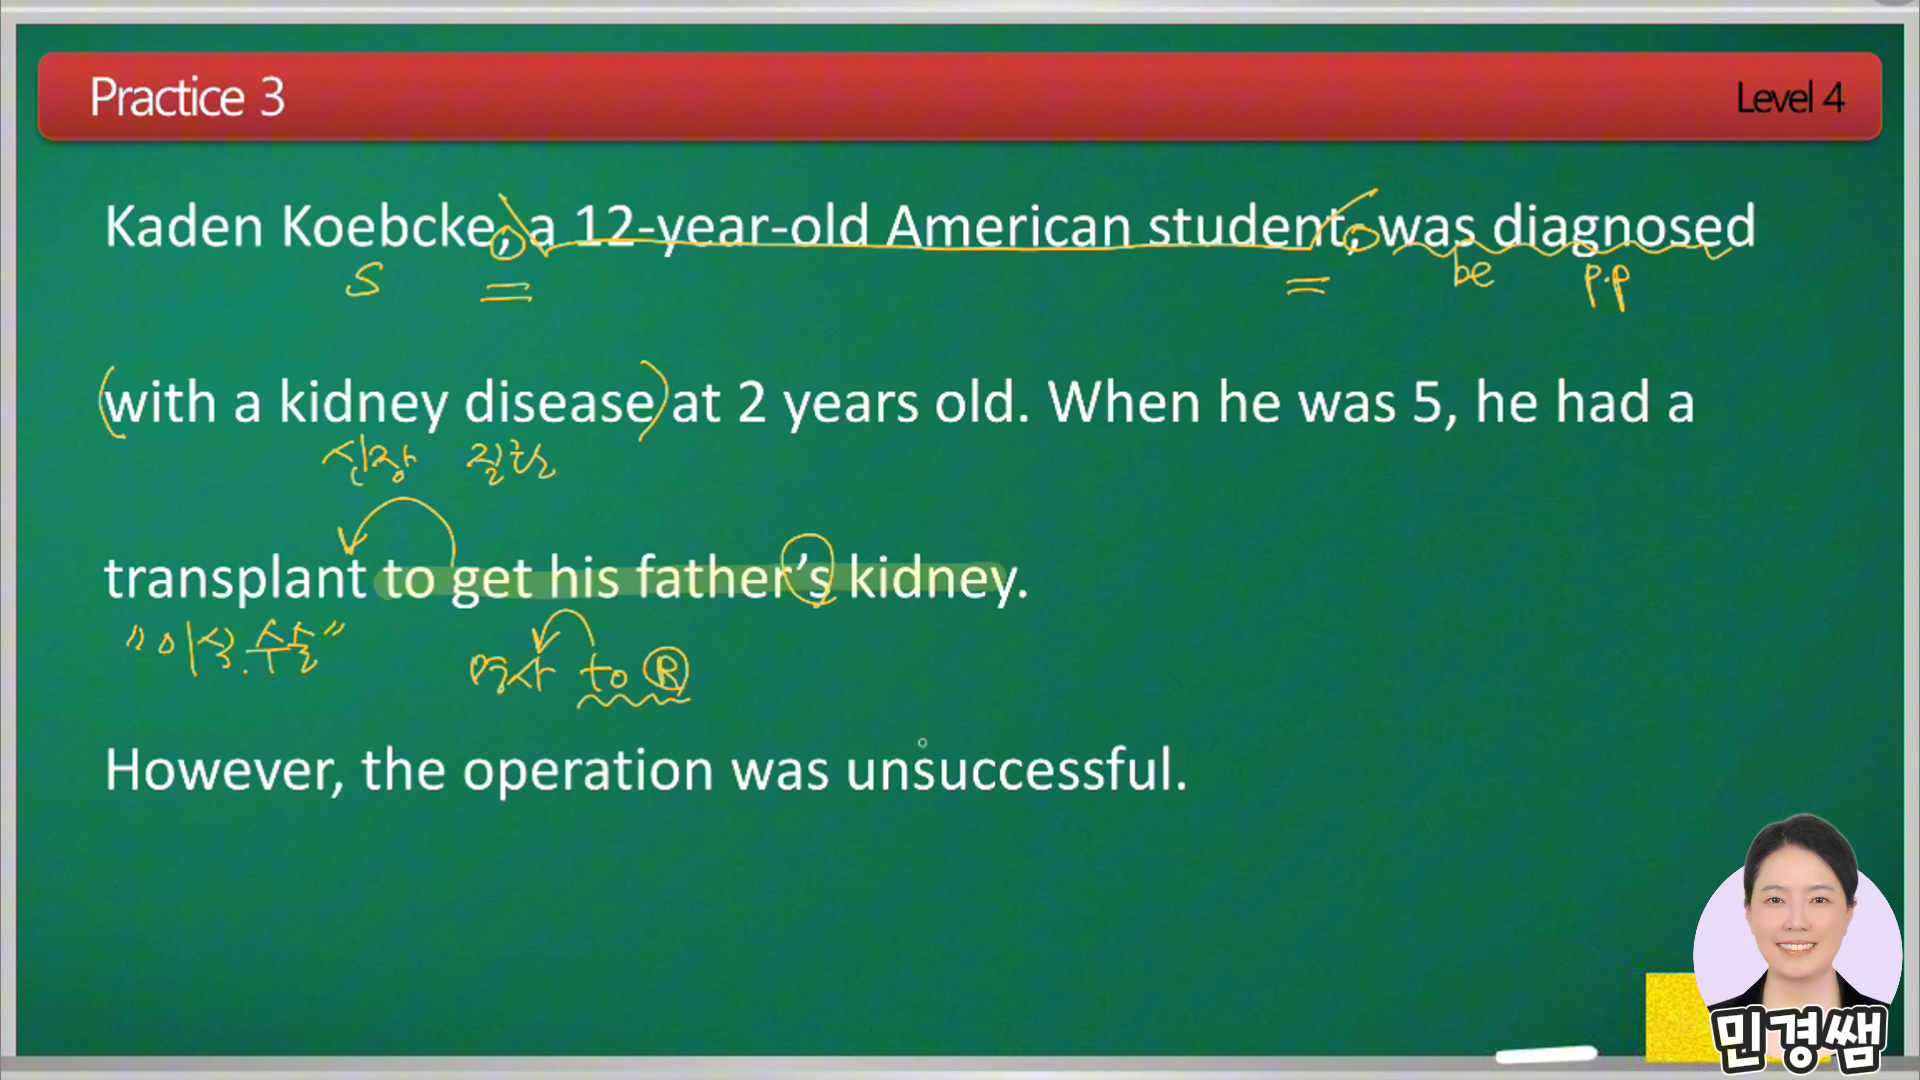 Practice 3
Level 4
Kaden Koebcke, a 12-year-old American student, was diagnosed
S = = be p.p
with a kidney disease at 2 years old. When he was 5, he had a
신장 질환
transplant to get his father's kidney.
"이식.수술"
명사 to R
However, the operation was unsuccessful.
민경쌤